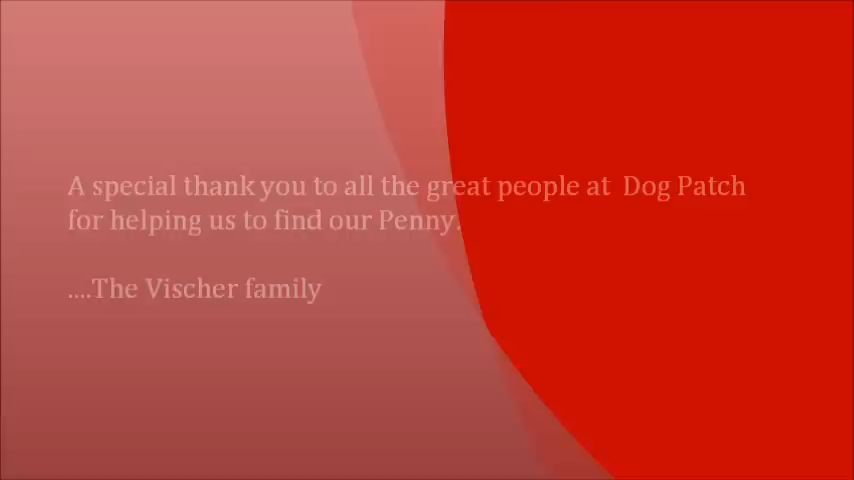 A special thank you to all the great people at  Dog Patch
for helping us to find our Penny.
....The Vischer family